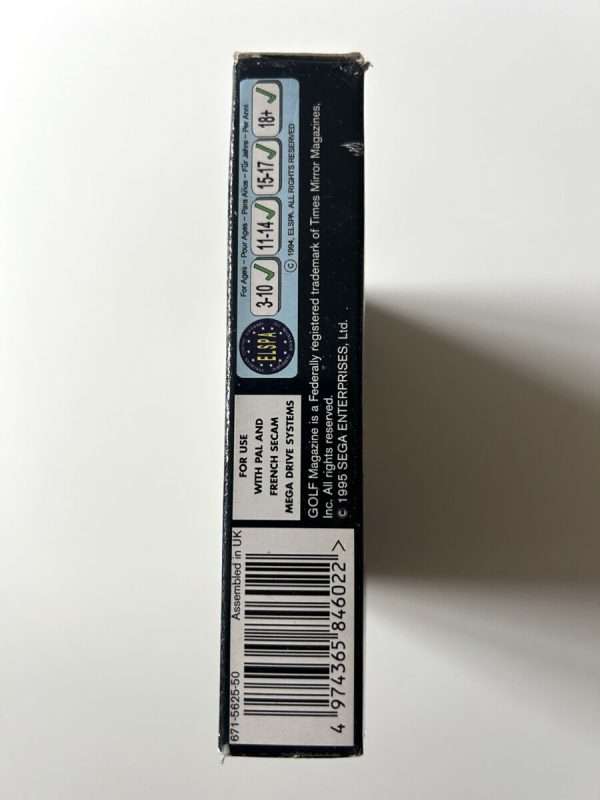 671-5625-50 Assembled in UK
4 974365 846022 >
FOR USE
WITH PAL AND
FRENCH SECAM
MEGA DRIVE SYSTEMS
For Ages – Pour Ages – Para Años – Für Jahre – Per Anni
ELSPA
3-10 11-14 15-17 18+
© 1994. ELSPA. ALL RIGHTS RESERVED
GOLF Magazine is a Federally registered trademark of Times Mirror Magazines,
Inc. All rights reserved.
© 1995 SEGA ENTERPRISES, Ltd.